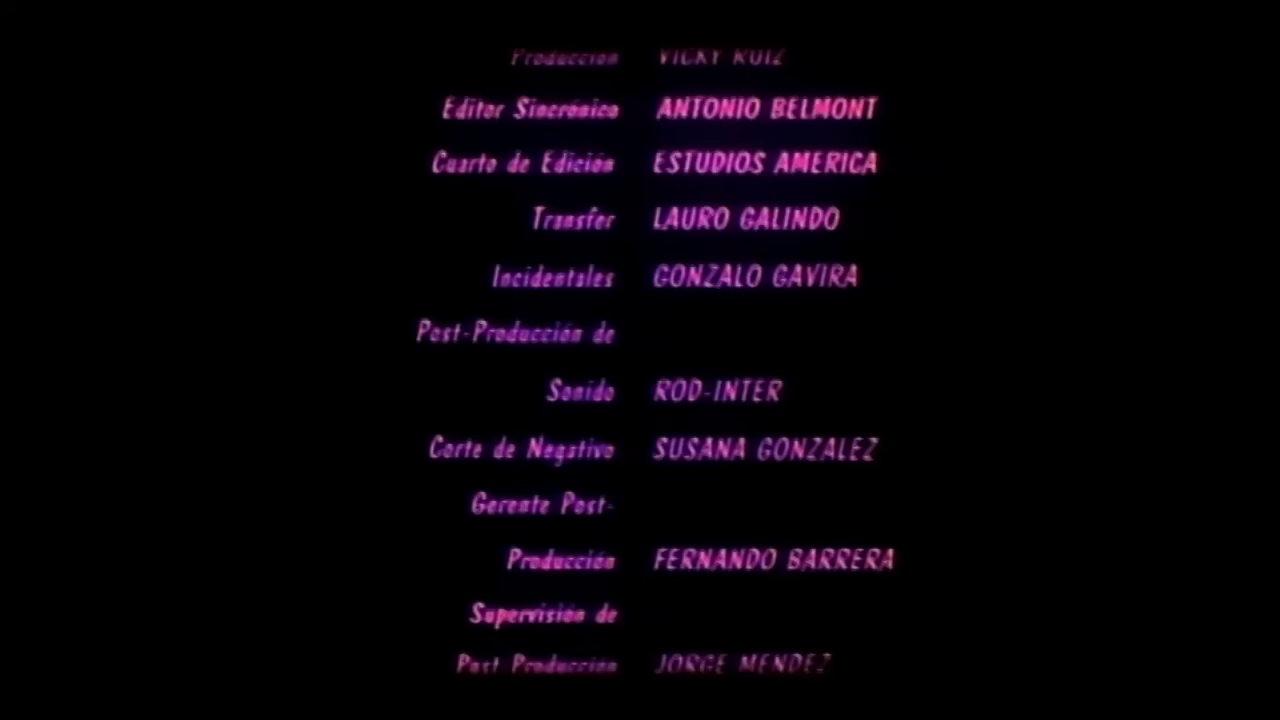 Producción VICKY RUIZ
Editor Sincrónico ANTONIO BELMONT
Cuarto de Edición ESTUDIOS AMERICA
Transfer LAURO GALINDO
Incidentales GONZALO GAVIRA
Post-Producción de
Sonido ROD-INTER
Corte de Negativo SUSANA GONZALEZ
Gerente Post-
Producción FERNANDO BARRERA
Supervisión de
Post Producción JORGE MENDEZ